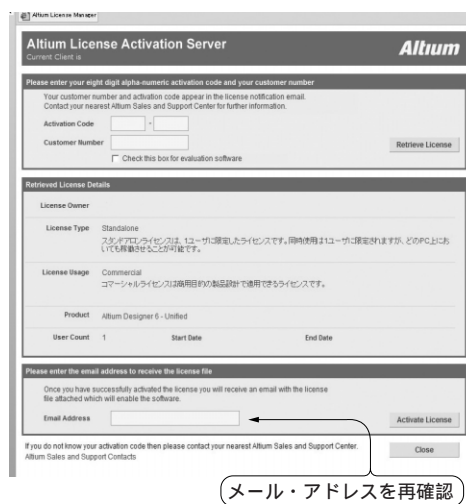 Altium License Manager
Altium License Activation Server
Current Client is
Altıum
Please enter your eight digit alpha-numeric activation code and your customer number
Your customer number and activation code appear in the license notification email.
Contact your nearest Altium Sales and Support Center for further information.
Activation Code -
Customer Number
Check this box for evaluation software
Retrieve License
Retrieved License Details
License Owner
License Type Standalone
スタンドアロンライセンスは、1ユーザに限定したライセンスです。同時使用は1ユーザに限定されますが、どのPC上にお
いても稼動させることが可能です。
License Usage Commercial
コマーシャルライセンスは商用目的の製品設計で適用できるライセンスです。
Product Altium Designer 6 - Unified
User Count 1 Start Date End Date
Please enter the email address to receive the license file
Once you have successfully activated the license you will receive an email with the license
file attached which will enable the software.
Email Address
Activate License
If you do not know your activation code then please contact your nearest Altium Sales and Support Center.
Altium Sales and Support Contacts
Close
メール・アドレスを再確認